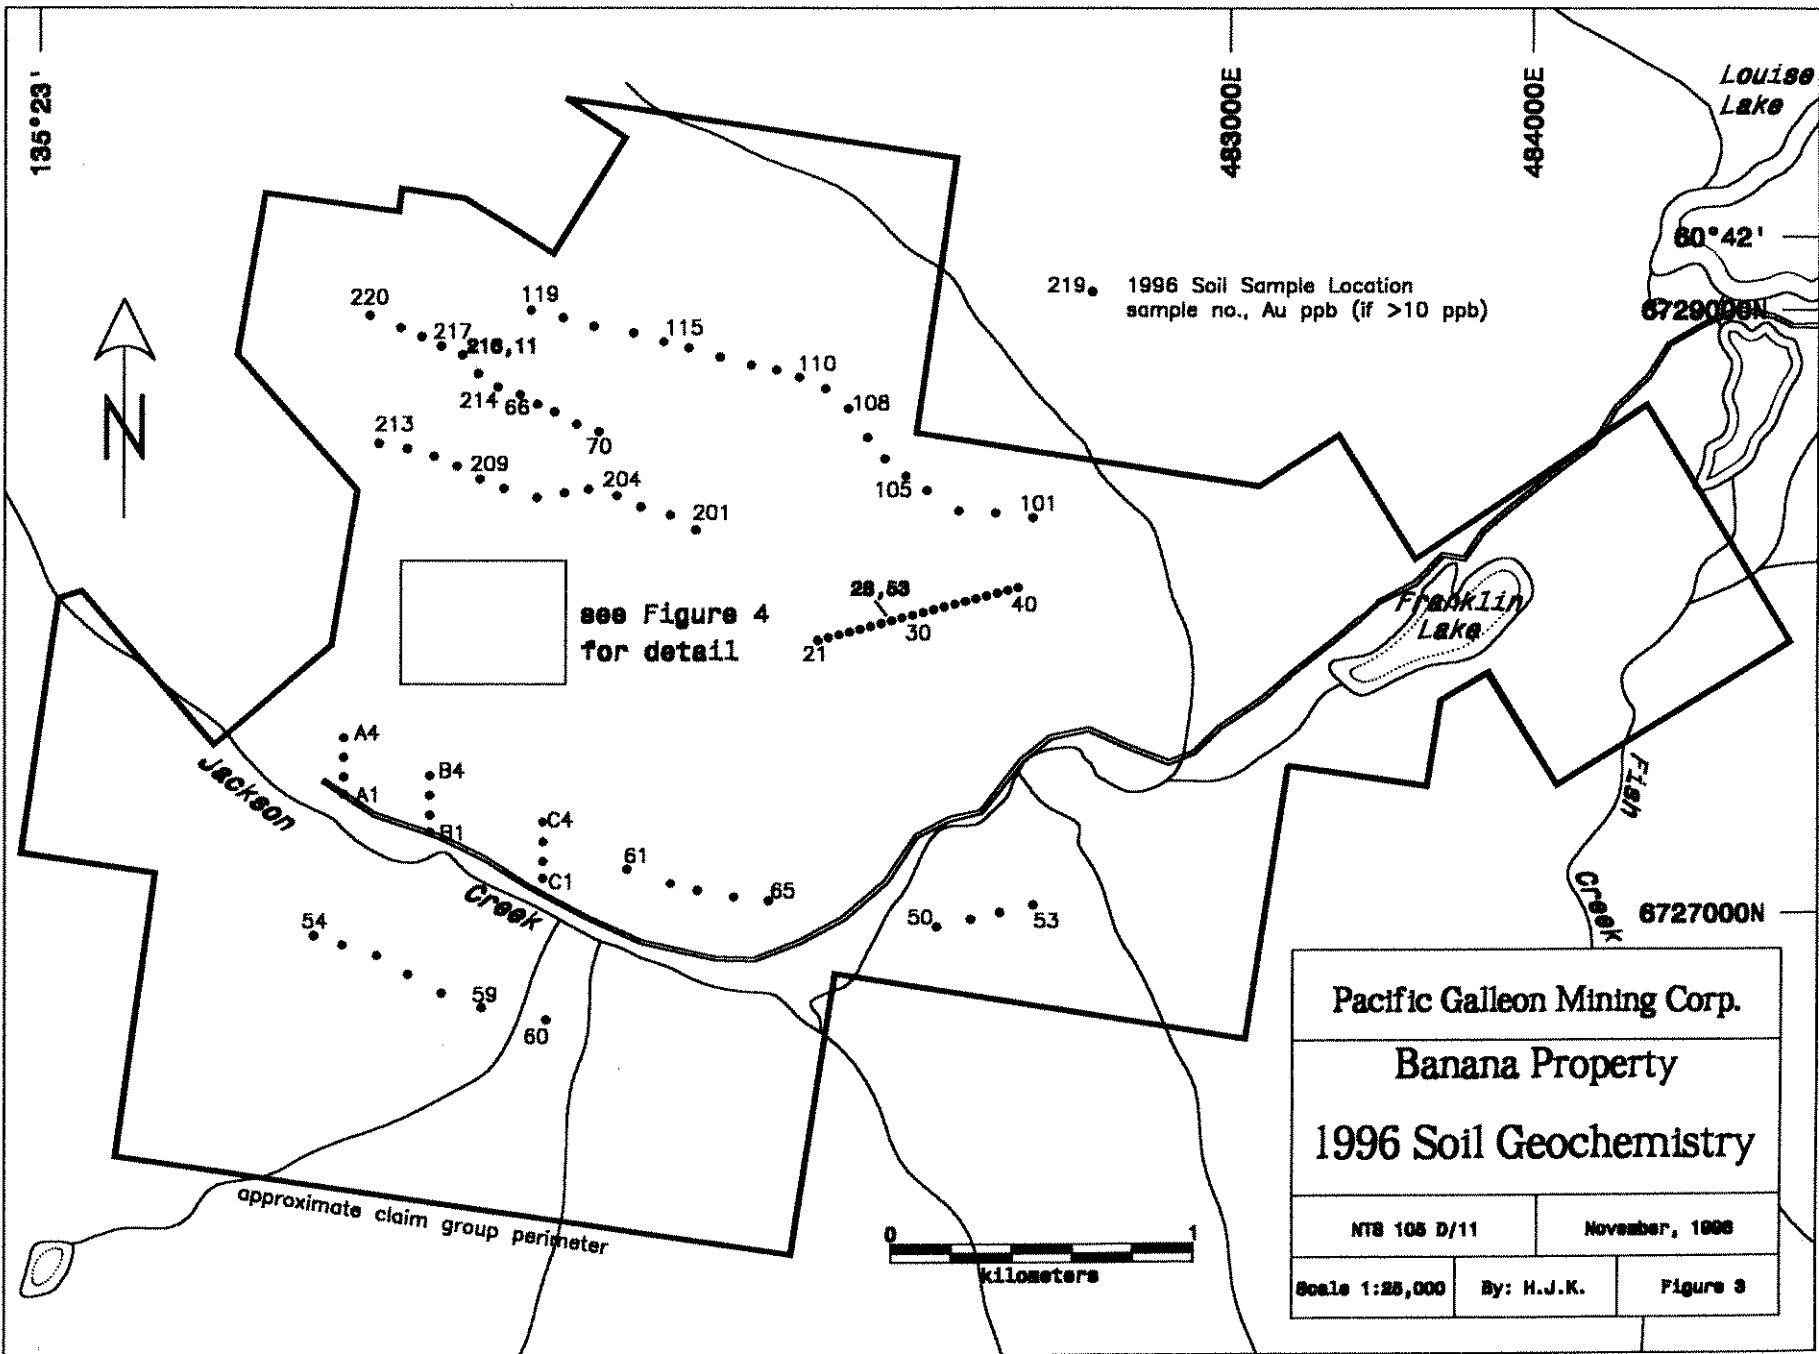 135°23'
483000E
484000E
Louise
Lake
60°42'
6729000N
219 1996 Soil Sample Location
sample no., Au ppb (if >10 ppb)
220
119
217
216,11
115
110
214
66
108
70
213
209
204
105
201
101
N
see Figure 4
for detail
28,53
40
30
21
Franklin
Lake
A4
A1
B4
B1
C4
C1
Jackson
Creek
61
65
54
59
60
50
53
Fish
Creek
6727000N
approximate claim group perimeter
0 1
kilometers
Pacific Galleon Mining Corp.
Banana Property
1996 Soil Geochemistry
NTS 105 D/11
November, 1996
Scale 1:25,000
By: H.J.K.
Figure 3